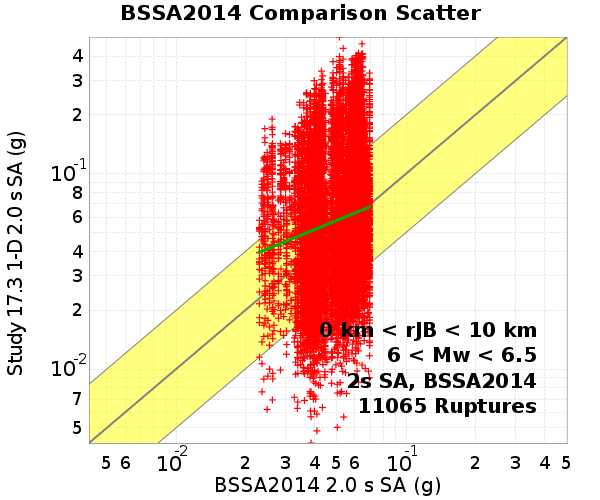 BSSA2014 Comparison Scatter
Study 17.3 1-D 2.0 s SA (g)
4
3
2
10^-1
8
6
4
3
2
10^-2
7
5
0 km < rJB < 10 km
6 < Mw < 6.5
2s SA, BSSA2014
11065 Ruptures
5 6 10^-2 2 3 4 5 6 10^-1 2 3 4 5
BSSA2014 2.0 s SA (g)